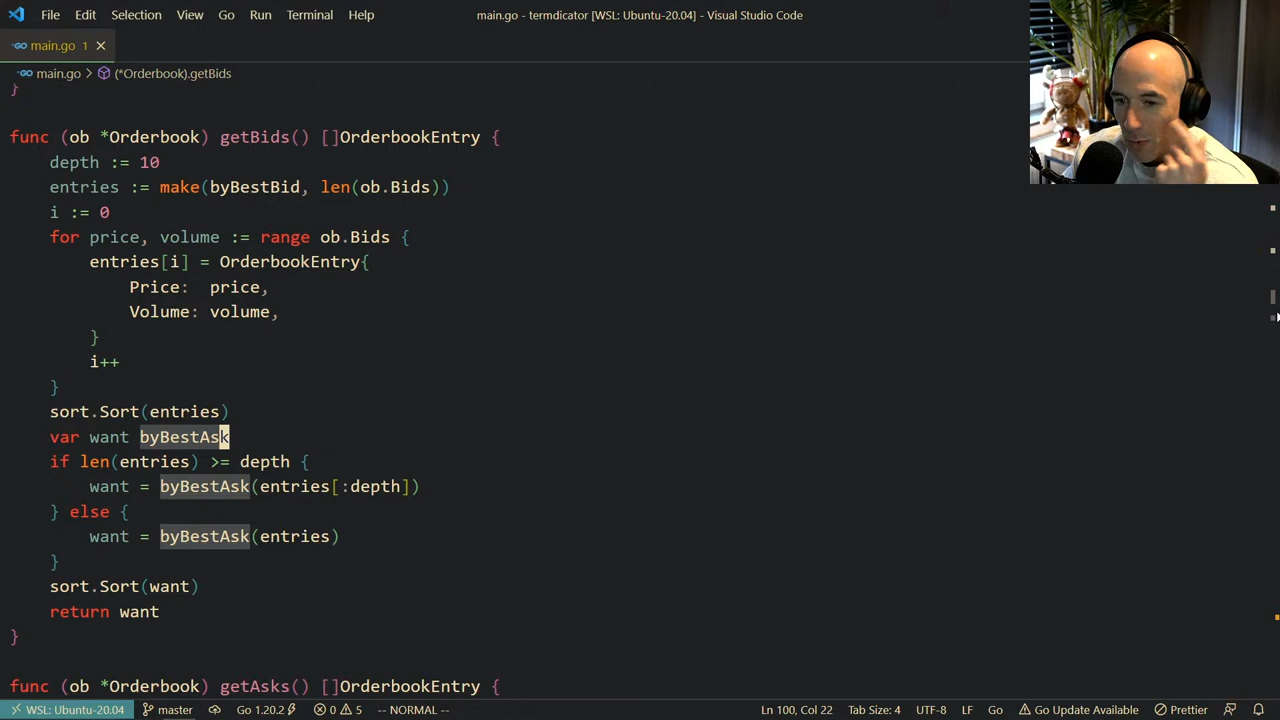 File Edit Selection View Go Run Terminal Help main.go - termdicator [WSL: Ubuntu-20.04] - Visual Studio Code
main.go 1
main.go > (*Orderbook).getBids
}
func (ob *Orderbook) getBids() []OrderbookEntry {
depth := 10
entries := make(byBestBid, len(ob.Bids))
i := 0
for price, volume := range ob.Bids {
entries[i] = OrderbookEntry{
Price: price,
Volume: volume,
}
i++
}
sort.Sort(entries)
var want byBestAsk
if len(entries) >= depth {
want = byBestAsk(entries[:depth])
} else {
want = byBestAsk(entries)
}
sort.Sort(want)
return want
}
func (ob *Orderbook) getAsks() []OrderbookEntry {
WSL: Ubuntu-20.04 master Go 1.20.2 0 5 -- NORMAL -- Ln 100, Col 22 Tab Size: 4 UTF-8 LF Go Go Update Available Prettier